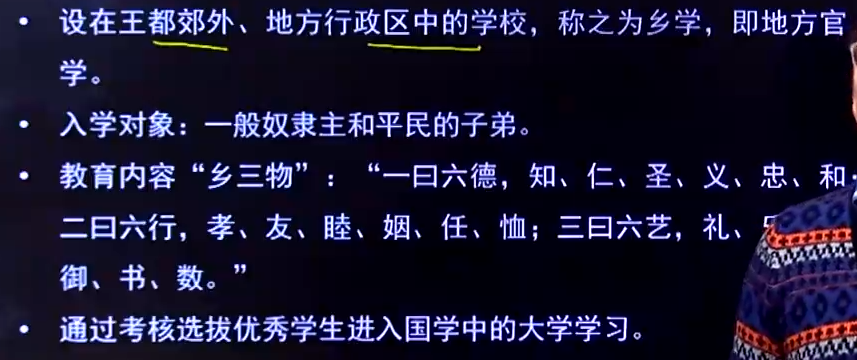 • 设在王都郊外、地方行政区中的学校，称之为乡学，即地方官
学。
• 入学对象：一般奴隶主和平民的子弟。
• 教育内容“乡三物”：“一曰六德，知、仁、圣、义、忠、和
二曰六行，孝、友、睦、姻、任、恤；三曰六艺，礼、
御、书、数。”
• 通过考核选拔优秀学生进入国学中的大学学习。